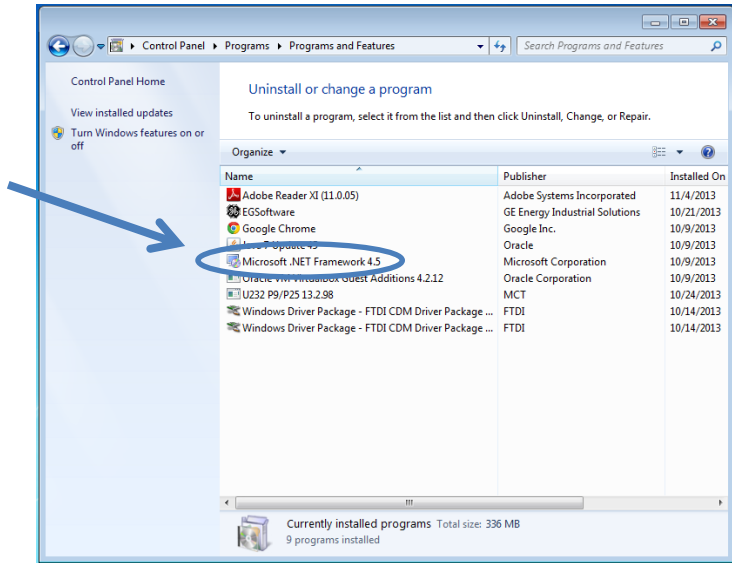 Control Panel Programs Programs and Features Search Programs and Features
Control Panel Home
View installed updates
Turn Windows features on or
off
Uninstall or change a program
To uninstall a program, select it from the list and then click Uninstall, Change, or Repair.
Organize
Name Publisher Installed On
Adobe Reader XI (11.0.05) Adobe Systems Incorporated 11/4/2013
EGSoftware GE Energy Industrial Solutions 10/21/2013
Google Chrome Google Inc. 10/9/2013
Java 7 Update 45 Oracle 10/9/2013
Microsoft .NET Framework 4.5 Microsoft Corporation 10/9/2013
Oracle VM VirtualBox Guest Additions 4.2.12 Oracle Corporation 10/9/2013
U232 P9/P25 13.2.98 MCT 10/24/2013
Windows Driver Package - FTDI CDM Driver Package ... FTDI 10/14/2013
Windows Driver Package - FTDI CDM Driver Package ... FTDI 10/14/2013
Currently installed programs Total size: 336 MB
9 programs installed